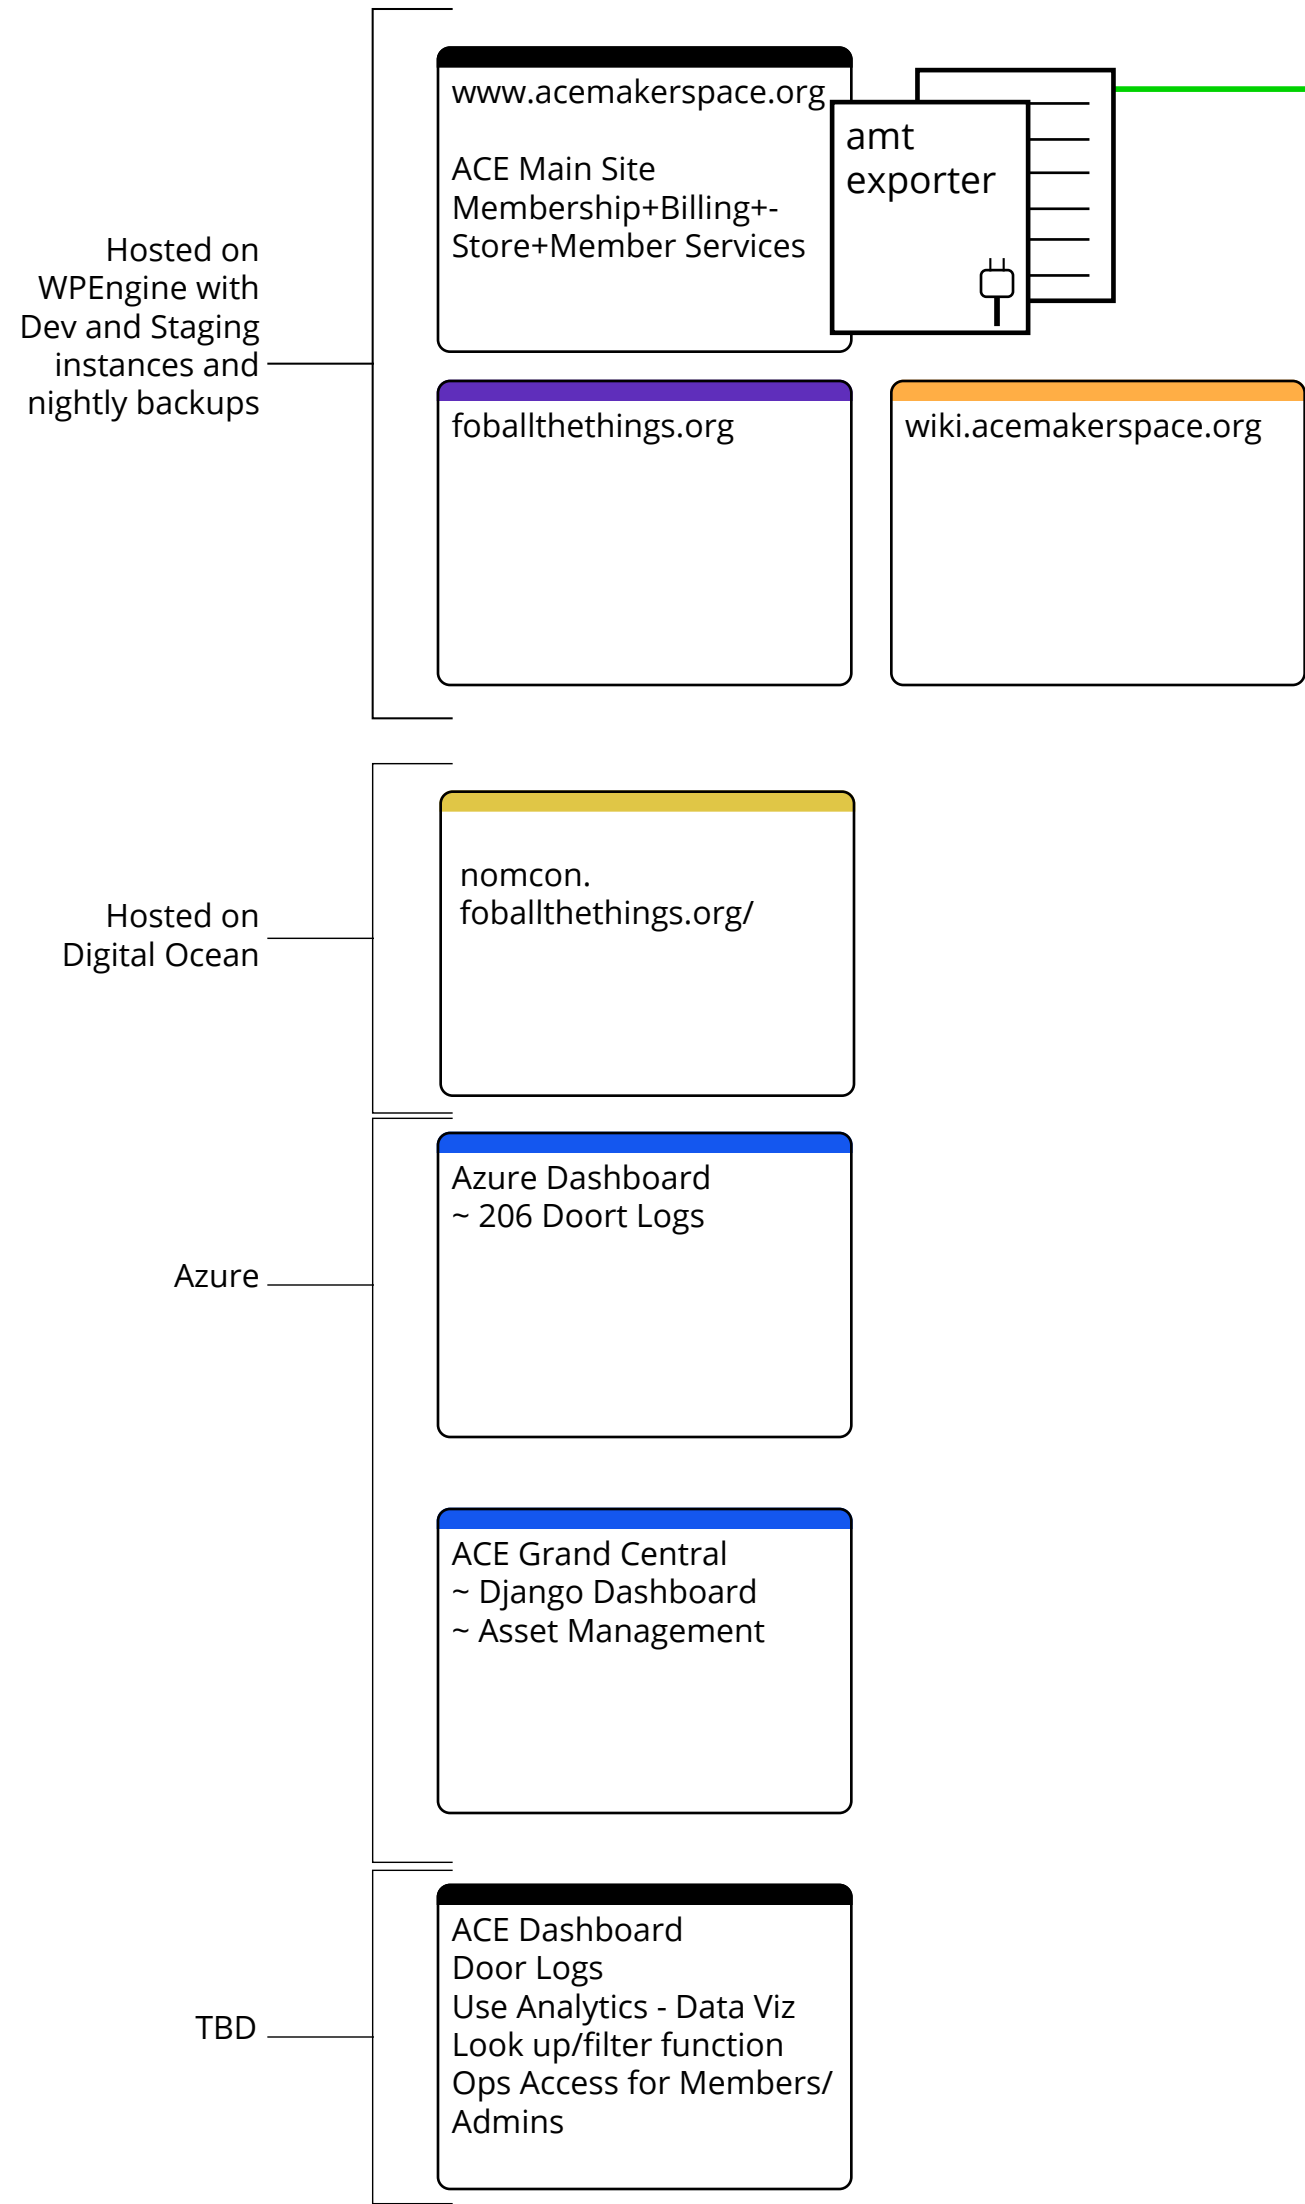 www.acemakerspace.org
ACE Main Site
Membership+Billing+-
Store+Member Services
amt
exporter
Hosted on
WPEngine with
Dev and Staging
instances and
nightly backups
foballthethings.org
wiki.acemakerspace.org
nomcon.
foballthethings.org/
Hosted on
Digital Ocean
Azure Dashboard
~ 206 Doort Logs
Azure
ACE Grand Central
~ Django Dashboard
~ Asset Management
ACE Dashboard
Door Logs
Use Analytics - Data Viz
Look up/filter function
Ops Access for Members/
Admins
TBD